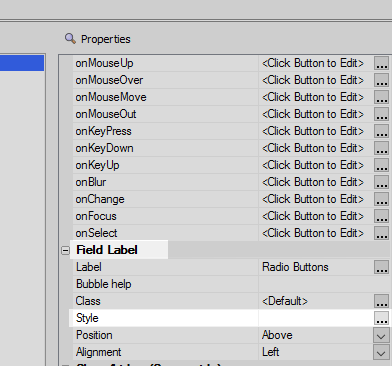 Properties
onMouseUp <Click Button to Edit> ...
onMouseOver <Click Button to Edit> ...
onMouseMove <Click Button to Edit> ...
onMouseOut <Click Button to Edit> ...
onKeyPress <Click Button to Edit> ...
onKeyDown <Click Button to Edit> ...
onKeyUp <Click Button to Edit> ...
onBlur <Click Button to Edit> ...
onChange <Click Button to Edit> ...
onFocus <Click Button to Edit> ...
onSelect <Click Button to Edit> ...
Field Label
Label Radio Buttons ...
Bubble help
Class <Default> ...
Style ...
Position Above
Alignment Left